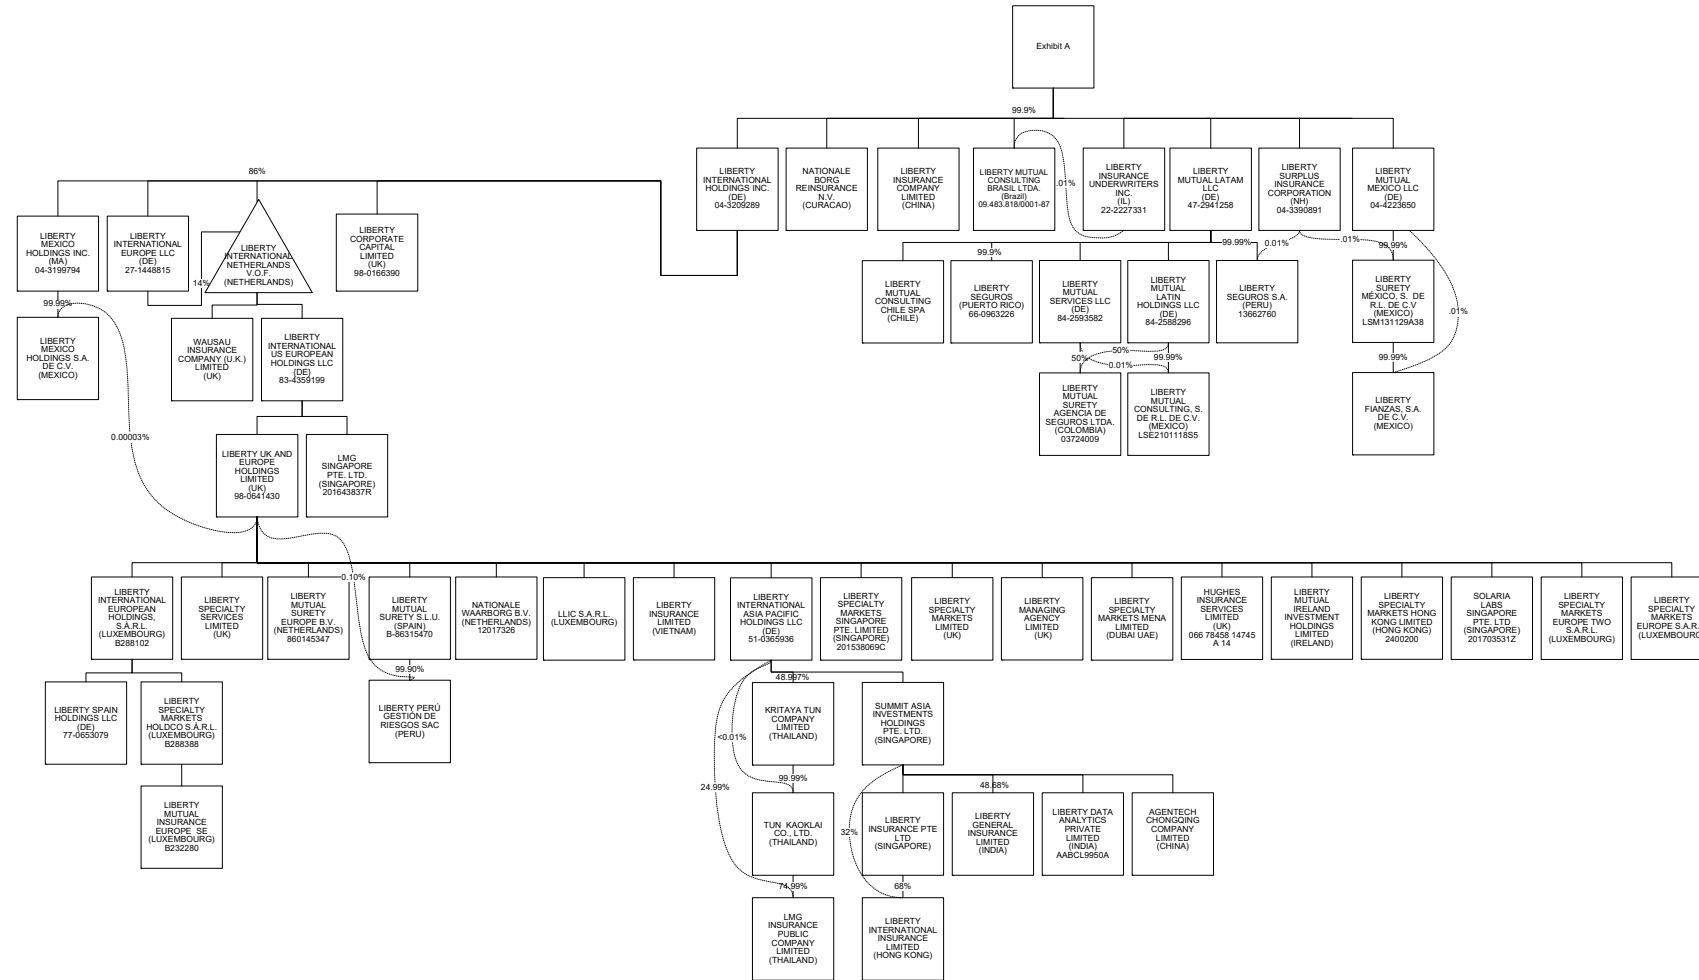 Exhibit A
99.9%
LIBERTY
INTERNATIONAL
HOLDINGS INC.
(DE)
04-3209289
NATIONALE
BORG
REINSURANCE
N.V.
(CURACAO)
LIBERTY
INSURANCE
COMPANY
LIMITED
(CHINA)
LIBERTY MUTUAL
CONSULTING
BRASIL LTDA.
(Brazil)
09.483.818/0001-87
.01%
LIBERTY
INSURANCE
UNDERWRITERS
INC.
(IL)
22-2227331
LIBERTY
MUTUAL LATAM
LLC
(DE)
47-2941258
LIBERTY
SURPLUS
INSURANCE
CORPORATION
(NH)
04-3390891
LIBERTY
MUTUAL
MEXICO LLC
(DE)
04-4223650
86%
LIBERTY
MEXICO
HOLDINGS INC.
(MA)
04-3199794
LIBERTY
INTERNATIONAL
EUROPE LLC
(DE)
27-1448815
14%
LIBERTY
INTERNATIONAL
NETHERLANDS
V.O.F.
(NETHERLANDS)
LIBERTY
CORPORATE
CAPITAL
LIMITED
(UK)
98-0166390
99.99%
0.01%
.01%
99.99%
99.9%
LIBERTY
MUTUAL
CONSULTING
CHILE SPA
(CHILE)
LIBERTY
SEGUROS
(PUERTO RICO)
66-0963226
LIBERTY
MUTUAL
SERVICES LLC
(DE)
84-2593582
LIBERTY
MUTUAL
LATIN
HOLDINGS LLC
(DE)
84-2588296
LIBERTY
SEGUROS S.A.
(PERU)
13662760
LIBERTY
SURETY
MÉXICO, S. DE
R.L. DE C.V
(MEXICO)
LSM131129A38
.01%
99.99%
LIBERTY
MEXICO
HOLDINGS S.A.
DE C.V.
(MEXICO)
WAUSAU
INSURANCE
COMPANY (U.K.)
LIMITED
(UK)
LIBERTY
INTERNATIONAL
US EUROPEAN
HOLDINGS LLC
(DE)
83-4359199
50%
50%
99.99%
0.01%
99.99%
LIBERTY
MUTUAL
SURETY
AGENCIA DE
SEGUROS LTDA.
(COLOMBIA)
03724009
LIBERTY
MUTUAL
CONSULTING, S.
DE R.L. DE C.V.
(MEXICO)
LSE2101118S5
LIBERTY
FIANZAS, S.A.
DE C.V.
(MEXICO)
0.00003%
LIBERTY UK AND
EUROPE
HOLDINGS
LIMITED
(UK)
98-0641430
LMG
SINGAPORE
PTE. LTD.
(SINGAPORE)
201643837R
0.10%
LIBERTY
INTERNATIONAL
EUROPEAN
HOLDINGS,
S.À.R.L.
(LUXEMBOURG)
B288102
LIBERTY
SPECIALTY
SERVICES
LIMITED
(UK)
LIBERTY
MUTUAL
SURETY
EUROPE B.V.
(NETHERLANDS)
860145347
LIBERTY
MUTUAL
SURETY S.L.U.
(SPAIN)
B-86315470
NATIONALE
WAARBORG B.V.
(NETHERLANDS)
12017326
LLIC S.A.R.L.
(LUXEMBOURG)
LIBERTY
INSURANCE
LIMITED
(VIETNAM)
LIBERTY
INTERNATIONAL
ASIA PACIFIC
HOLDINGS LLC
(DE)
51-0365936
LIBERTY
SPECIALTY
MARKETS
SINGAPORE
PTE. LIMITED
(SINGAPORE)
201538069C
LIBERTY
SPECIALTY
MARKETS
LIMITED
(UK)
LIBERTY
MANAGING
AGENCY
LIMITED
(UK)
LIBERTY
SPECIALTY
MARKETS MENA
LIMITED
(DUBAI UAE)
HUGHES
INSURANCE
SERVICES
LIMITED
(UK)
066 78458 14745
A 14
LIBERTY
MUTUAL
IRELAND
INVESTMENT
HOLDINGS
LIMITED
(IRELAND)
LIBERTY
SPECIALTY
MARKETS HONG
KONG LIMITED
(HONG KONG)
2400200
SOLARIA
LABS
SINGAPORE
PTE. LTD
(SINGAPORE)
201703531Z
LIBERTY
SPECIALTY
MARKETS
EUROPE TWO
S.A.R.L.
(LUXEMBOURG)
LIBERTY
SPECIALTY
MARKETS
EUROPE S.A.R.
(LUXEMBOURG
99.90%
48.997%
LIBERTY SPAIN
HOLDINGS LLC
(DE)
77-0653079
LIBERTY
SPECIALTY
MARKETS
HOLDCO S.À.R.L.
(LUXEMBOURG)
B288388
LIBERTY PERÚ
GESTIÓN DE
RIESGOS SAC
(PERU)
<0.01%
KRITAYA TUN
COMPANY
LIMITED
(THAILAND)
SUMMIT ASIA
INVESTMENTS
HOLDINGS
PTE. LTD.
(SINGAPORE)
24.99%
99.99%
48.68%
LIBERTY
MUTUAL
INSURANCE
EUROPE SE
(LUXEMBOURG)
B232280
TUN KAOKLAI
CO., LTD.
(THAILAND)
32%
LIBERTY
INSURANCE PTE
LTD
(SINGAPORE)
LIBERTY
GENERAL
INSURANCE
LIMITED
(INDIA)
LIBERTY DATA
ANALYTICS
PRIVATE
LIMITED
(INDIA)
AABCL9950A
AGENTECH
CHONGQING
COMPANY
LIMITED
(CHINA)
74.99%
68%
LMG
INSURANCE
PUBLIC
COMPANY
LIMITED
(THAILAND)
LIBERTY
INTERNATIONAL
INSURANCE
LIMITED
(HONG KONG)